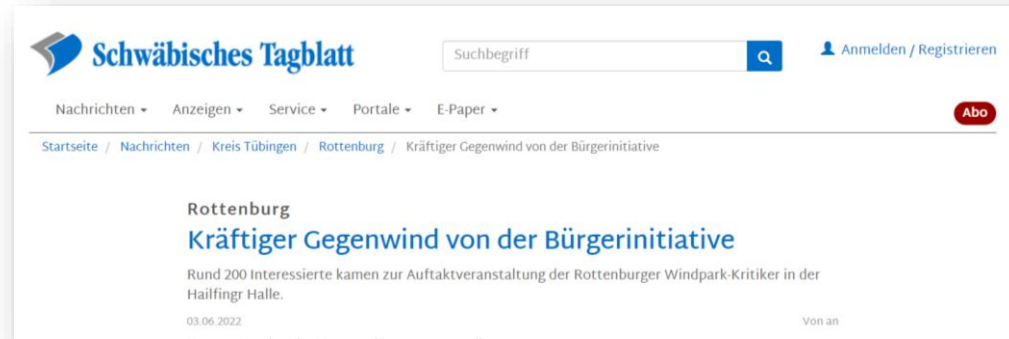 Schwäbisches Tagblatt
Suchbegriff
Anmelden / Registrieren
Nachrichten Anzeigen Service Portale E-Paper
Abo
Startseite / Nachrichten / Kreis Tübingen / Rottenburg / Kräftiger Gegenwind von der Bürgerinitiative
Rottenburg
Kräftiger Gegenwind von der Bürgerinitiative
Rund 200 Interessierte kamen zur Auftaktveranstaltung der Rottenburger Windpark-Kritiker in der
Hailfingr Halle.
03.06.2022 Von an